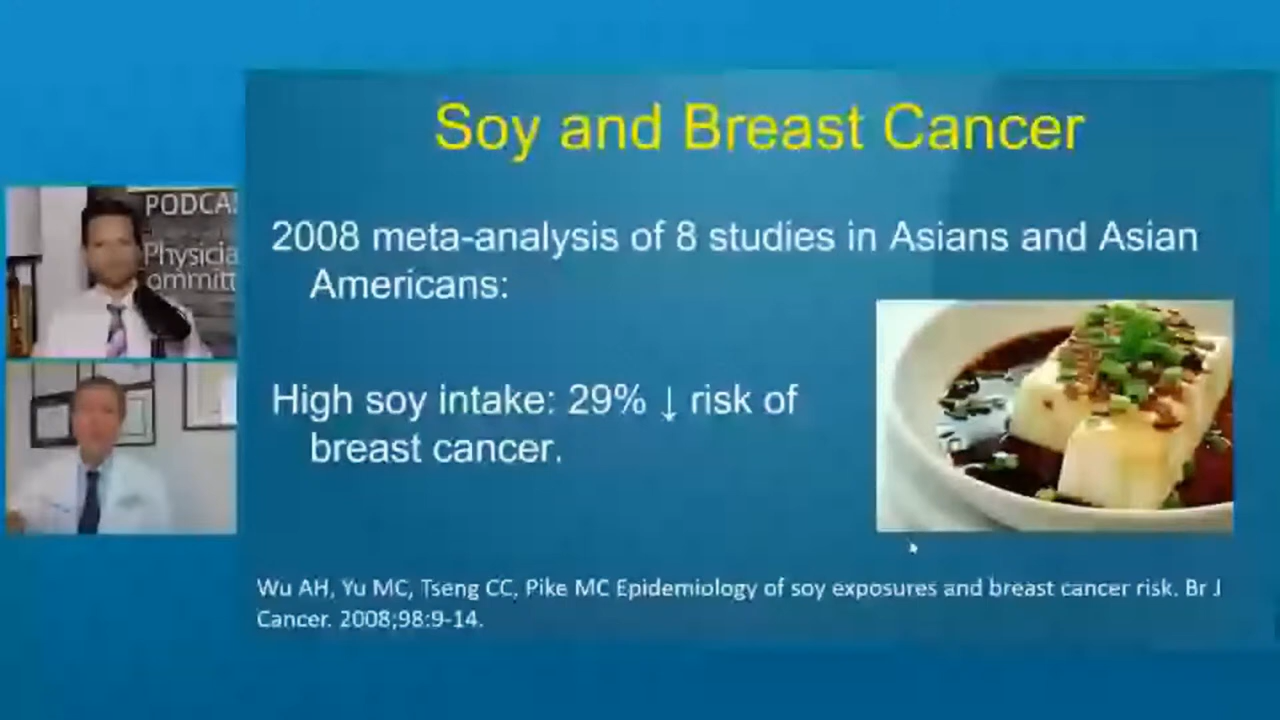 Soy and Breast Cancer
PODCA
Physicia
ommitt
2008 meta-analysis of 8 studies in Asians and Asian
Americans:
High soy intake: 29% ↓ risk of
breast cancer.
Wu AH, Yu MC, Tseng CC, Pike MC Epidemiology of soy exposures and breast cancer risk. Br J
Cancer. 2008;98:9-14.